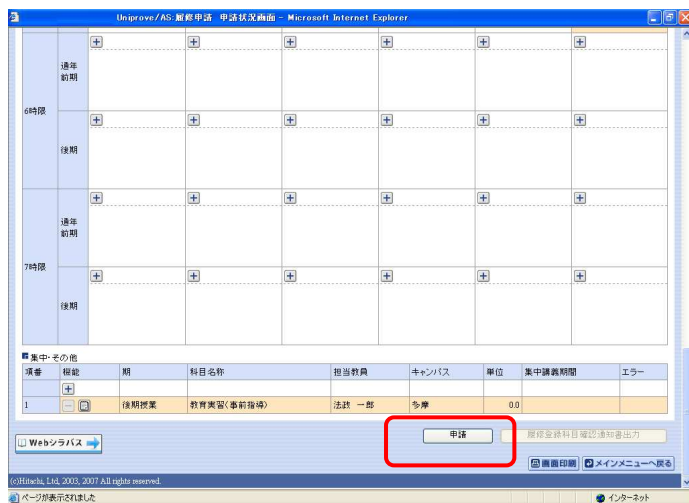 Uniprove/AS:履修申請 申請状況画面 - Microsoft Internet Explorer
6時限
通年
前期
後期
7時限
通年
前期
後期
集中・その他
項番 機能 期 科目名称 担当教員 キャンパス 単位 集中講義期間 エラー
1 後期授業 教育実習(事前指導) 法政 一郎 多摩 0.0
Webシラバス
申請
履修登録科目確認通知書出力
画面印刷
メインメニューへ戻る
(c)Hitachi, Ltd, 2003, 2007 All rights reserved.
ページが表示されました
インターネット